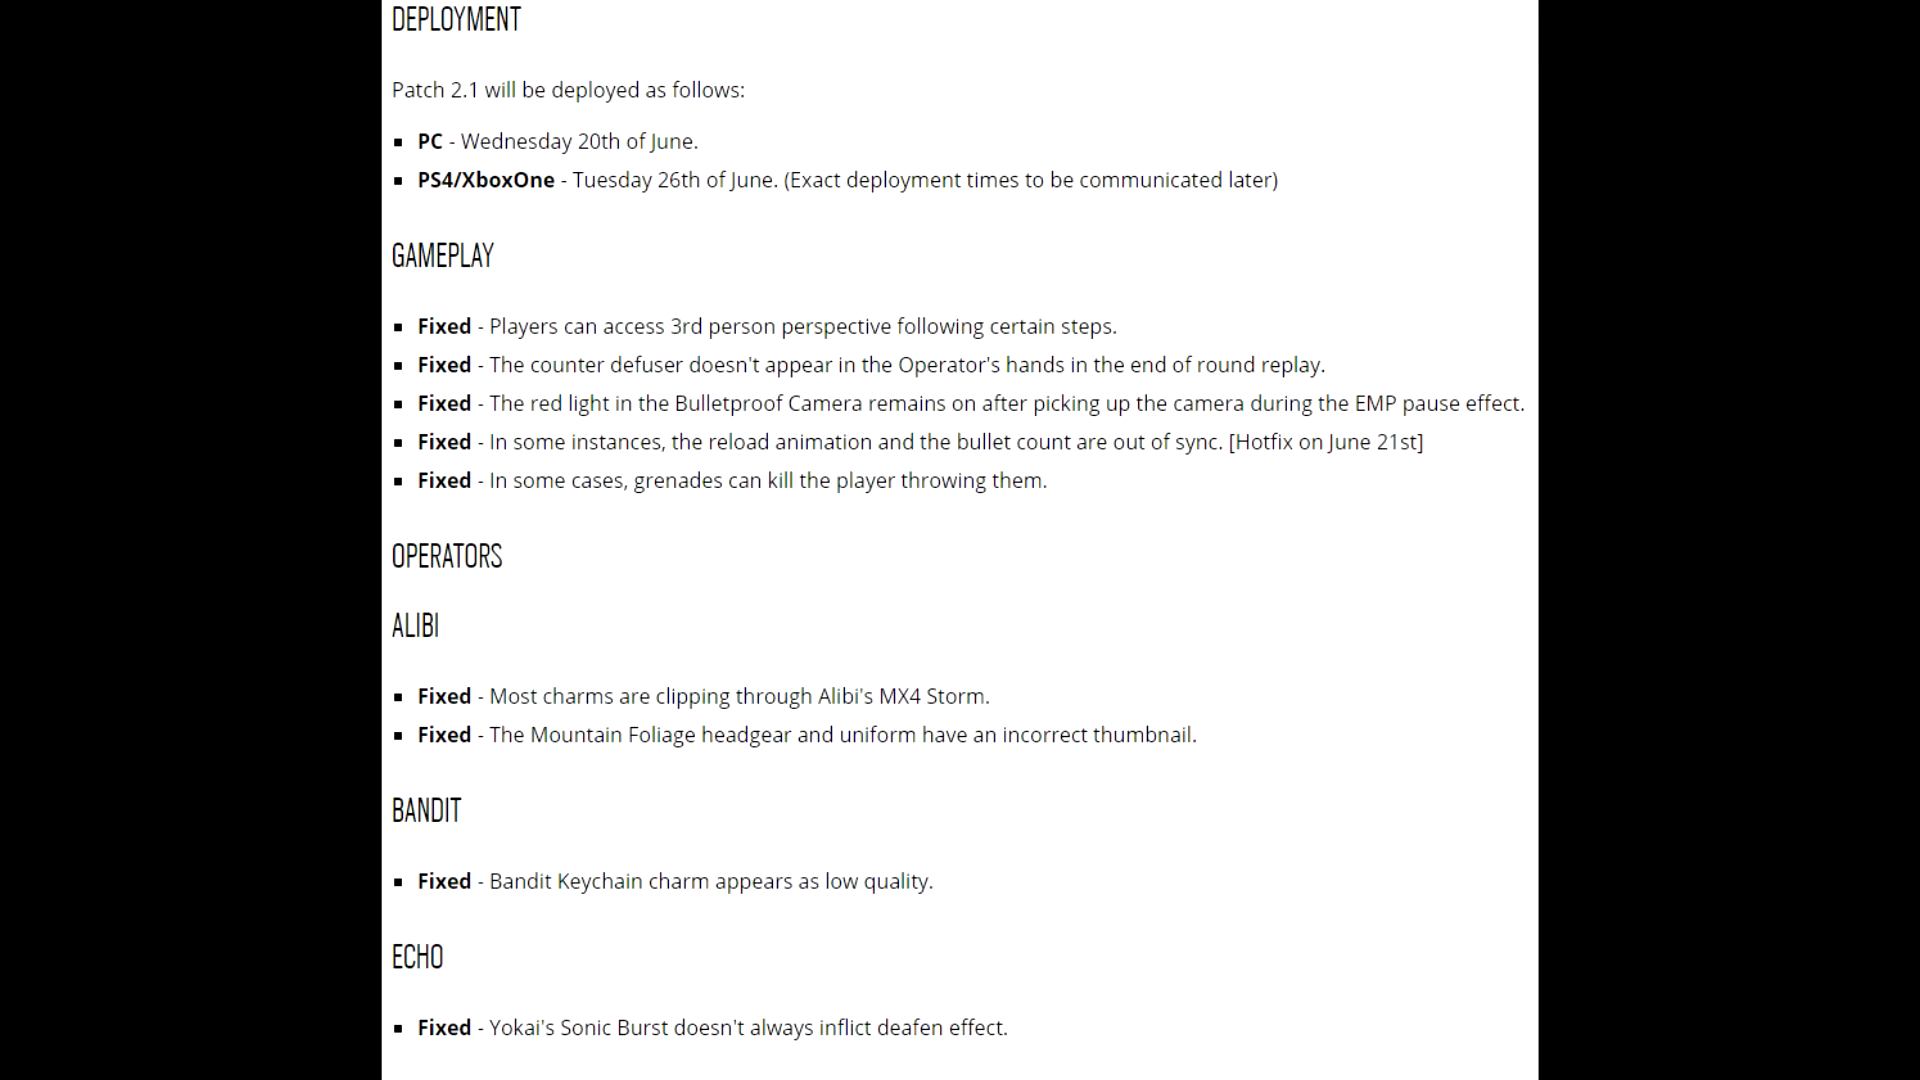 DEPLOYMENT
Patch 2.1 will be deployed as follows:
▪ PC - Wednesday 20th of June.
▪ PS4/XboxOne - Tuesday 26th of June. (Exact deployment times to be communicated later)
GAMEPLAY
▪ Fixed - Players can access 3rd person perspective following certain steps.
▪ Fixed - The counter defuser doesn't appear in the Operator's hands in the end of round replay.
▪ Fixed - The red light in the Bulletproof Camera remains on after picking up the camera during the EMP pause effect.
▪ Fixed - In some instances, the reload animation and the bullet count are out of sync. [Hotfix on June 21st]
▪ Fixed - In some cases, grenades can kill the player throwing them.
OPERATORS
ALIBI
▪ Fixed - Most charms are clipping through Alibi's MX4 Storm.
▪ Fixed - The Mountain Foliage headgear and uniform have an incorrect thumbnail.
BANDIT
▪ Fixed - Bandit Keychain charm appears as low quality.
ECHO
▪ Fixed - Yokai's Sonic Burst doesn't always inflict deafen effect.